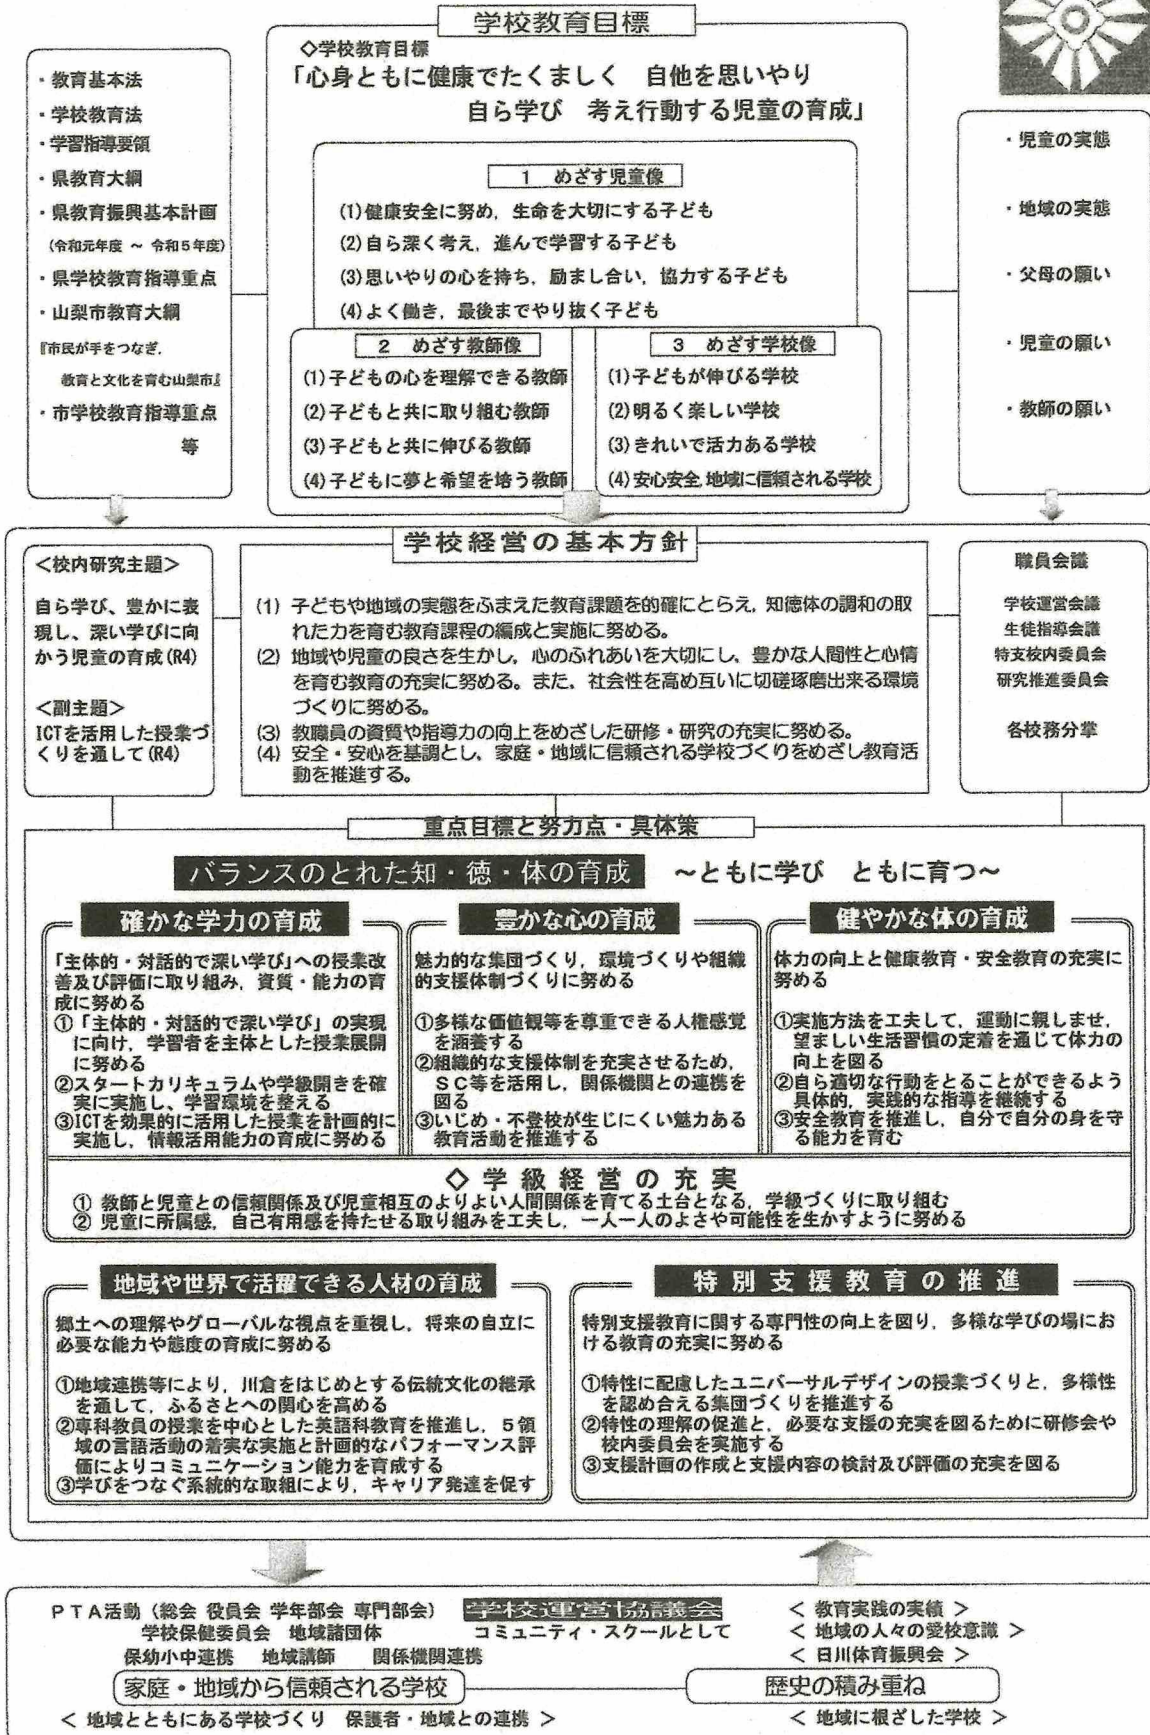 学校教育目標
◇学校教育目標
「心身ともに健康でたくましく　自他を思いやり
自ら学び　考え行動する児童の育成」
・教育基本法
・学校教育法
・学習指導要領
・県教育大綱
・県教育振興基本計画
(令和元年度 ～ 令和5年度)
・県学校教育指導重点
・山梨市教育大綱
『市民が手をつなぎ,
教育と文化を育む山梨市』
・市学校教育指導重点
等
1　めざす児童像
(1)健康安全に努め，生命を大切にする子ども
(2)自ら深く考え，進んで学習する子ども
(3)思いやりの心を持ち，励まし合い，協力する子ども
(4)よく働き，最後までやり抜く子ども
2　めざす教師像
(1)子どもの心を理解できる教師
(2)子どもと共に取り組む教師
(3)子どもと共に伸びる教師
(4)子どもに夢と希望を培う教師
3　めざす学校像
(1)子どもが伸びる学校
(2)明るく楽しい学校
(3)きれいで活力ある学校
(4)安心安全,地域に信頼される学校
・児童の実態
・地域の実態
・父母の願い
・児童の願い
・教師の願い
学校経営の基本方針
＜校内研究主題＞
自ら学び、豊かに表
現し、深い学びに向
かう児童の育成(R4)
＜副主題＞
ICTを活用した授業づ
くりを通して(R4)
(1) 子どもや地域の実態をふまえた教育課題を的確にとらえ，知徳体の調和の取
れた力を育む教育課程の編成と実施に努める。
(2) 地域や児童の良さを生かし，心のふれあいを大切にし，豊かな人間性と心情
を育む教育の充実に努める。また，社会性を高め互いに切磋琢磨出来る環境
づくりに努める。
(3) 教職員の資質や指導力の向上をめざした研修・研究の充実に努める。
(4) 安全・安心を基調とし，家庭・地域に信頼される学校づくりをめざし教育活
動を推進する。
職員会議
学校運営会議
生徒指導会議
特支校内委員会
研究推進委員会
各校務分掌
重点目標と努力点・具体策
バランスのとれた知・徳・体の育成　～ともに学び　ともに育つ～
確かな学力の育成
「主体的・対話的で深い学び」への授業改
善及び評価に取り組み，資質・能力の育
成に努める
①「主体的・対話的で深い学び」の実現
に向け，学習者を主体とした授業展開
に努める
②スタートカリキュラムや学級開きを確
実に実施し、学習環境を整える
③ICTを効果的に活用した授業を計画的に
実施し，情報活用能力の育成に努める
豊かな心の育成
魅力的な集団づくり，環境づくりや組織
的支援体制づくりに努める
①多様な価値観等を尊重できる人権感覚
を涵養する
②組織的な支援体制を充実させるため，
ＳＣ等を活用し，関係機関との連携を
図る
③いじめ・不登校が生じにくい魅力ある
教育活動を推進する
健やかな体の育成
体力の向上と健康教育・安全教育の充実に
努める
①実施方法を工夫して，運動に親しませ，
望ましい生活習慣の定着を通じて体力の
向上を図る
②自ら適切な行動をとることができるよう
具体的，実践的な指導を継続する
③安全教育を推進し，自分で自分の身を守
る能力を育む
◇学級経営の充実
① 教師と児童との信頼関係及び児童相互のよりよい人間関係を育てる土台となる，学級づくりに取り組む
② 児童に所属感，自己有用感を持たせる取り組みを工夫し，一人一人のよさや可能性を生かすように努める
地域や世界で活躍できる人材の育成
郷土への理解やグローバルな視点を重視し，将来の自立に
必要な能力や態度の育成に努める
①地域連携等により，川倉をはじめとする伝統文化の継承
を通して，ふるさとへの関心を高める
②専科教員の授業を中心とした英語科教育を推進し，５領
域の言語活動の着実な実施と計画的なパフォーマンス評
価によりコミュニケーション能力を育成する
③学びをつなぐ系統的な取組により，キャリア発達を促す
特別支援教育の推進
特別支援教育に関する専門性の向上を図り，多様な学びの場にお
ける教育の充実に努める
①特性に配慮したユニバーサルデザインの授業づくりと，多様性
を認め合える集団づくりを推進する
②特性の理解の促進と，必要な支援の充実を図るために研修会や
校内委員会を実施する
③支援計画の作成と支援内容の検討及び評価の充実を図る
ＰＴＡ活動（総会 役員会 学年部会 専門部会）
学校保健委員会　地域諸団体
保幼小中連携　地域講師　関係機関連携
学校運営協議会
コミュニティ・スクールとして
＜ 教育実践の実績 ＞
＜ 地域の人々の愛校意識 ＞
＜ 日川体育振興会 ＞
家庭・地域から信頼される学校
歴史の積み重ね
＜ 地域とともにある学校づくり　保護者・地域との連携 ＞
＜ 地域に根ざした学校 ＞